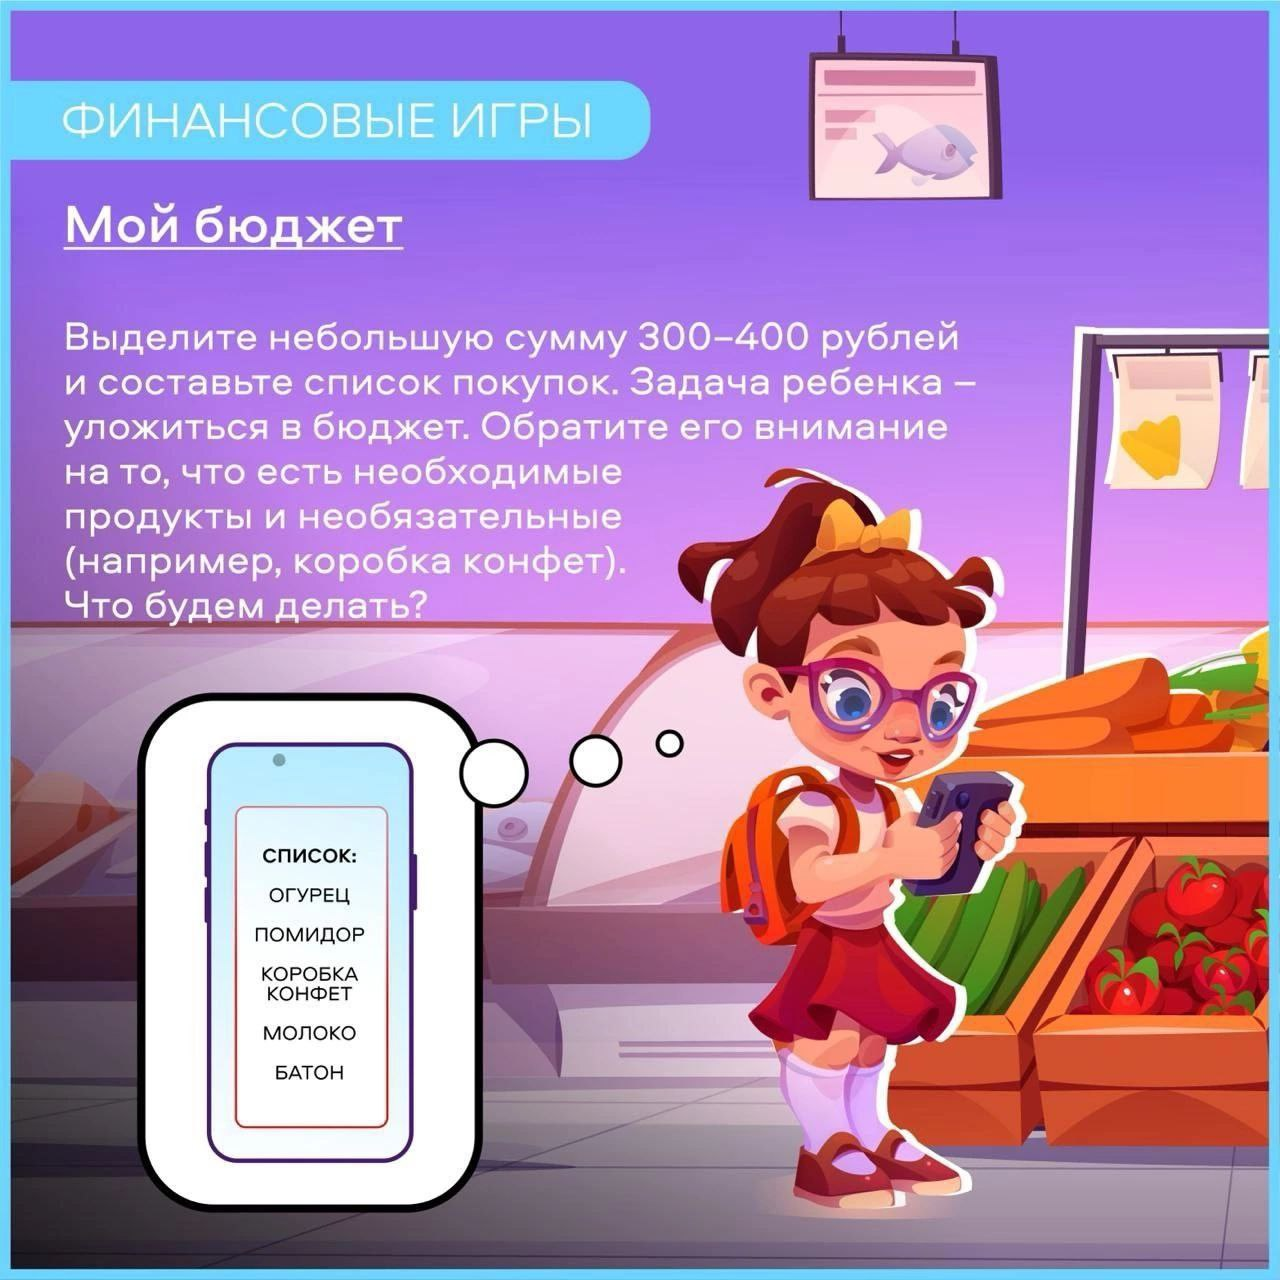 ФИНАНСОВЫЕ ИГРЫ
Мой бюджет
Выделите небольшую сумму 300–400 рублей
и составьте список покупок. Задача ребенка –
уложиться в бюджет. Обратите его внимание
на то, что есть необходимые
продукты и необязательные
(например, коробка конфет).
Что будем делать?
СПИСОК:
ОГУРЕЦ
ПОМИДОР
КОРОБКА
КОНФЕТ
МОЛОКО
БАТОН